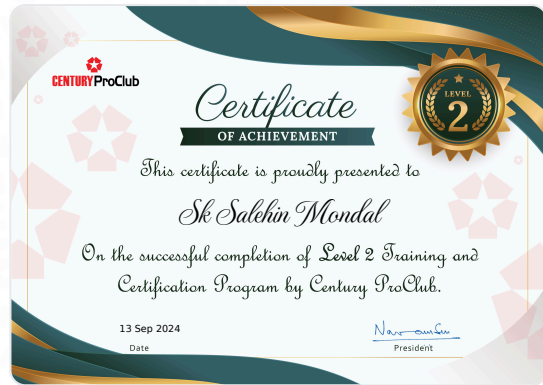 CENTURY ProClub
LEVEL
2
Certificate
OF ACHIEVEMENT
This certificate is proudly presented to
Sk Salehin Mondal
On the successful completion of Level 2 Training and
Certification Program by Century ProClub.
13 Sep 2024
Date
President